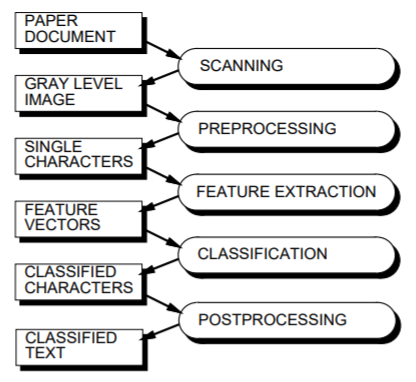 PAPER
DOCUMENT
SCANNING
GRAY LEVEL
IMAGE
PREPROCESSING
SINGLE
CHARACTERS
FEATURE EXTRACTION
FEATURE
VECTORS
CLASSIFICATION
CLASSIFIED
CHARACTERS
POSTPROCESSING
CLASSIFIED
TEXT